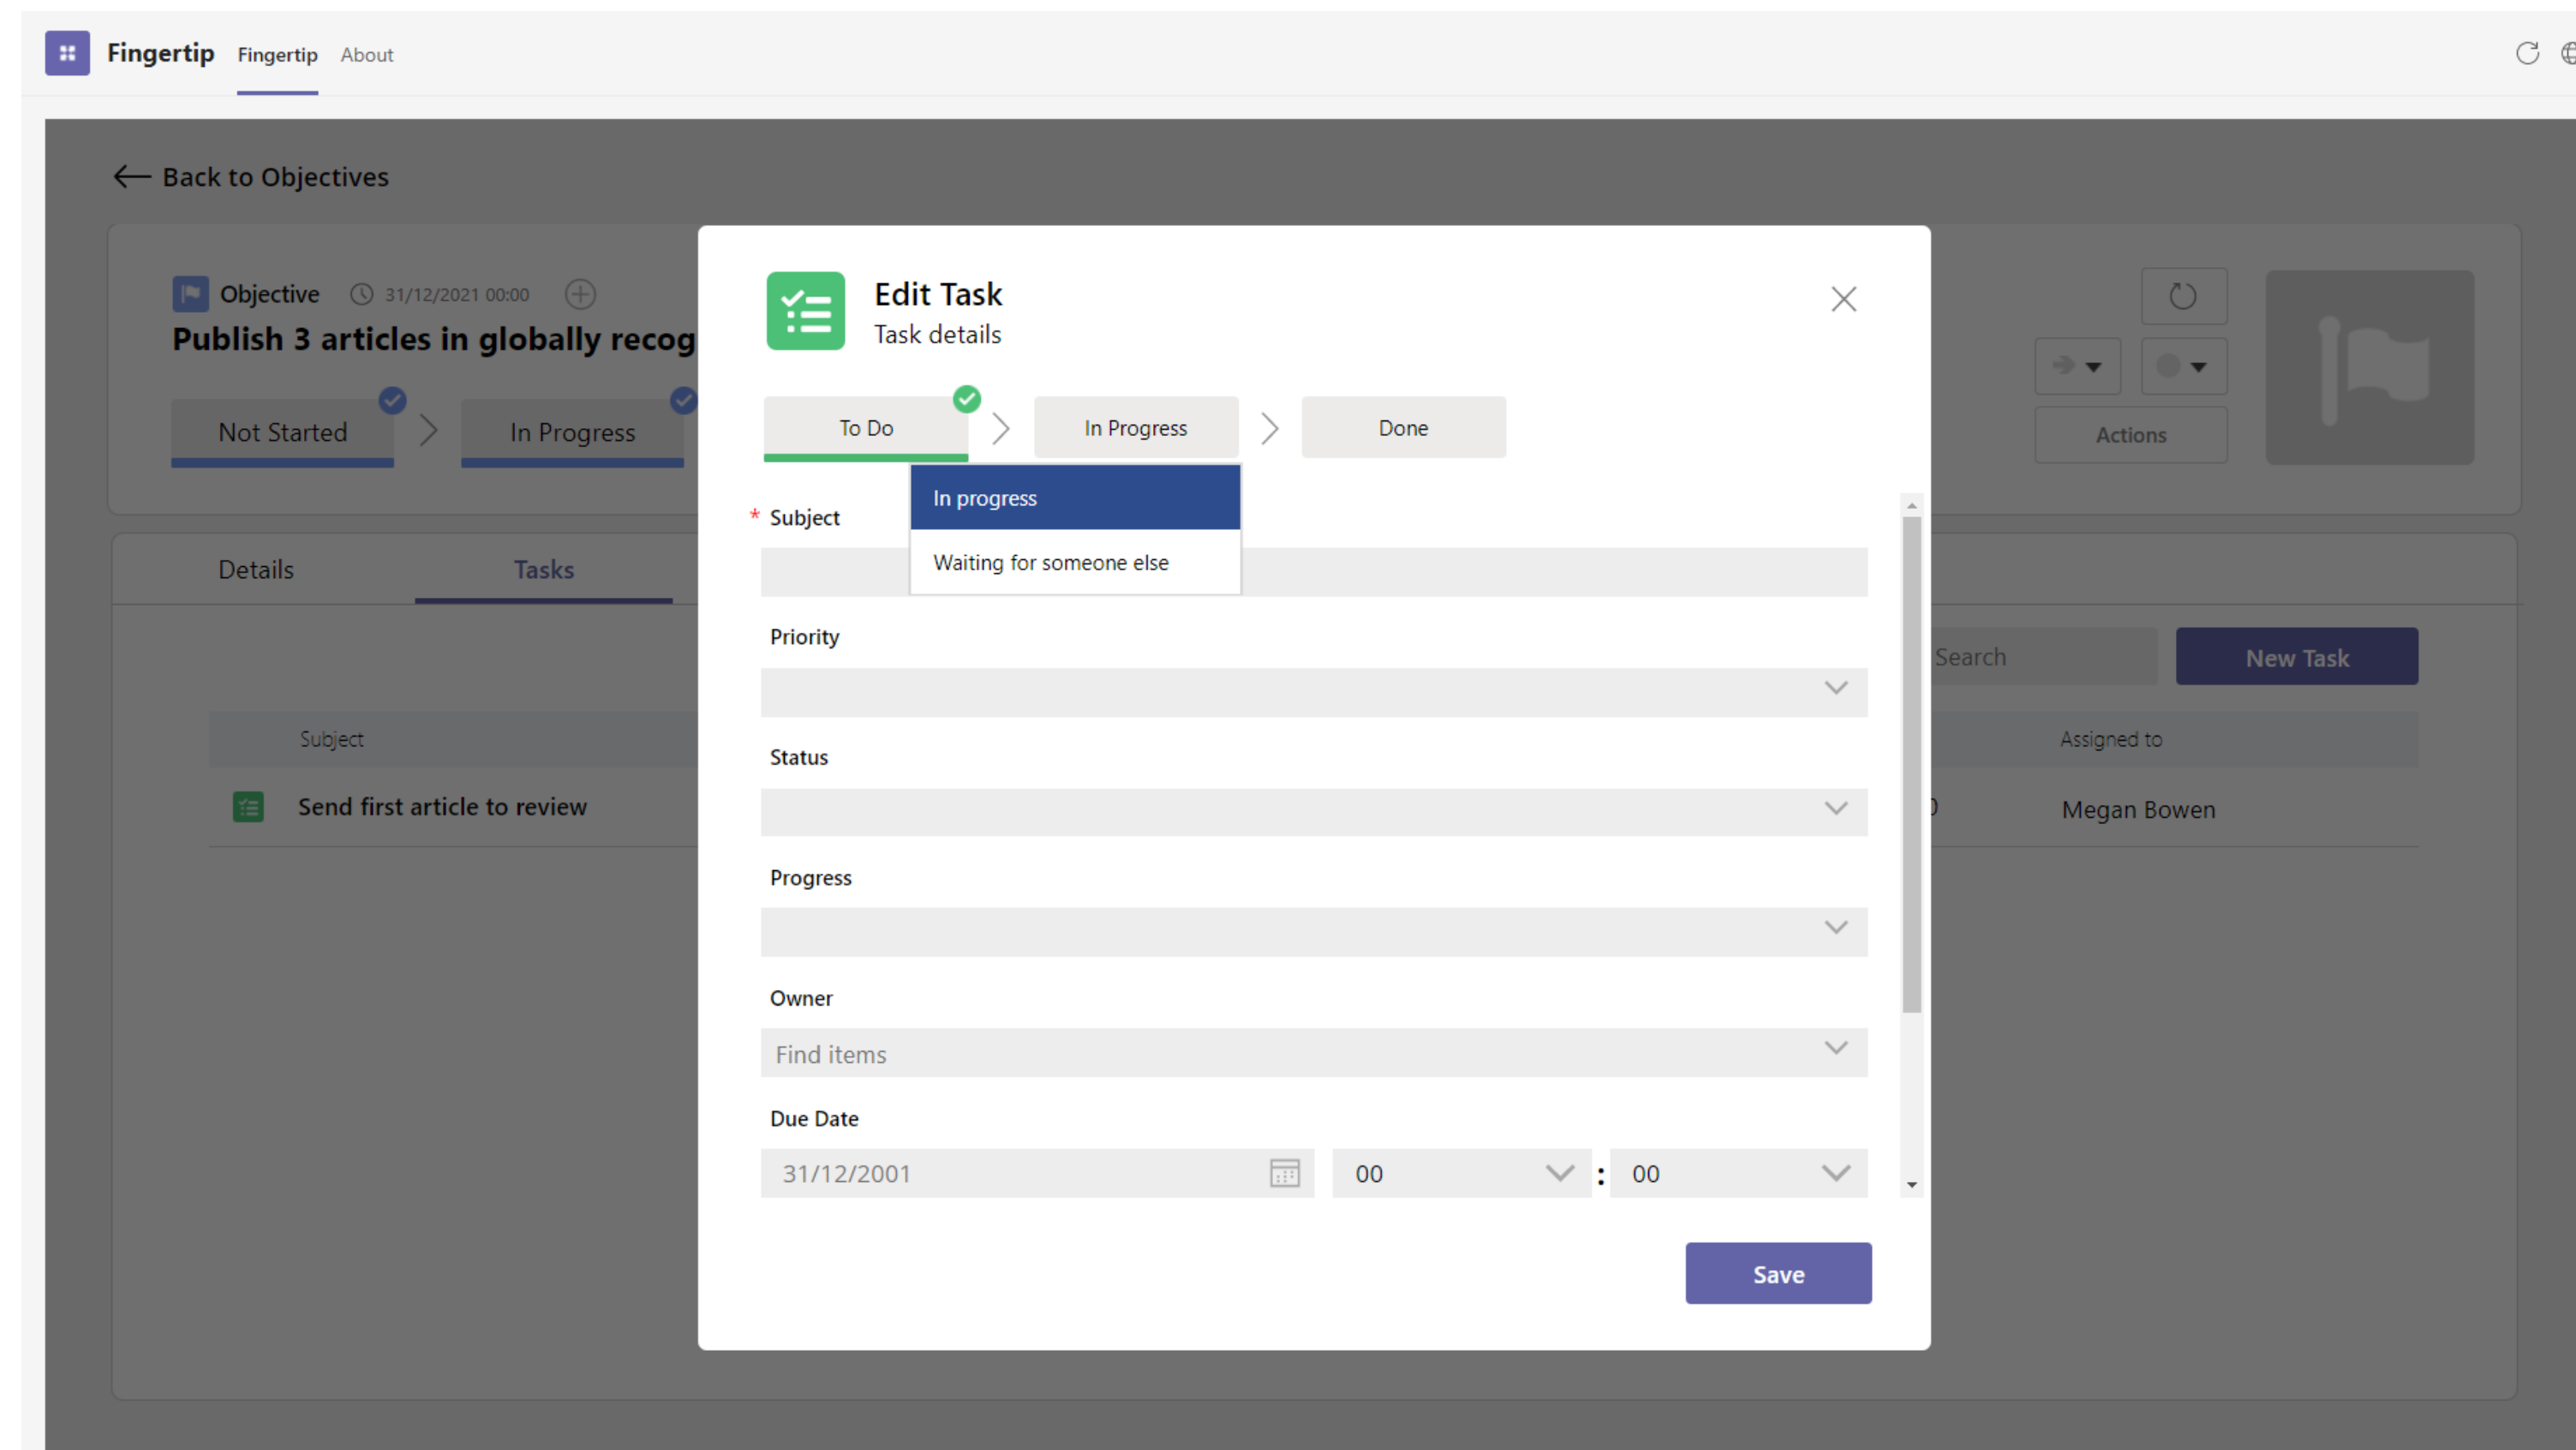 Fingertip Fingertip About
Back to Objectives
Objective 31/12/2021 00:00
Publish 3 articles in globally recog
Not Started In Progress
Actions
Details Tasks
Search New Task
Subject Assigned to
Send first article to review 0 Megan Bowen
Edit Task
Task details
To Do In Progress Done
In progress
* Subject
Waiting for someone else
Priority
Status
Progress
Owner
Find items
Due Date
31/12/2001 00 : 00
Save